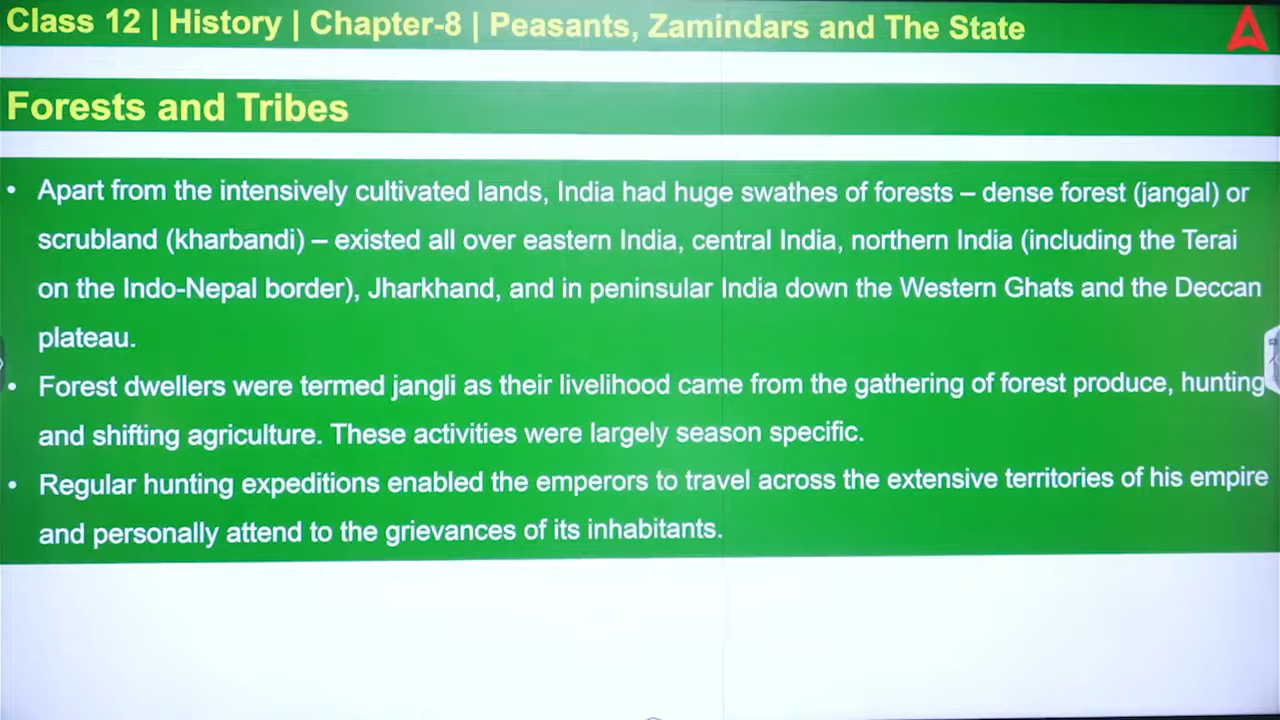 Class 12 | History | Chapter-8 | Peasants, Zamindars and The State
Forests and Tribes
• Apart from the intensively cultivated lands, India had huge swathes of forests – dense forest (jangal) or
scrubland (kharbandi) – existed all over eastern India, central India, northern India (including the Terai
on the Indo-Nepal border), Jharkhand, and in peninsular India down the Western Ghats and the Deccan
plateau.
• Forest dwellers were termed jangli as their livelihood came from the gathering of forest produce, hunting
and shifting agriculture. These activities were largely season specific.
• Regular hunting expeditions enabled the emperors to travel across the extensive territories of his empire
and personally attend to the grievances of its inhabitants.